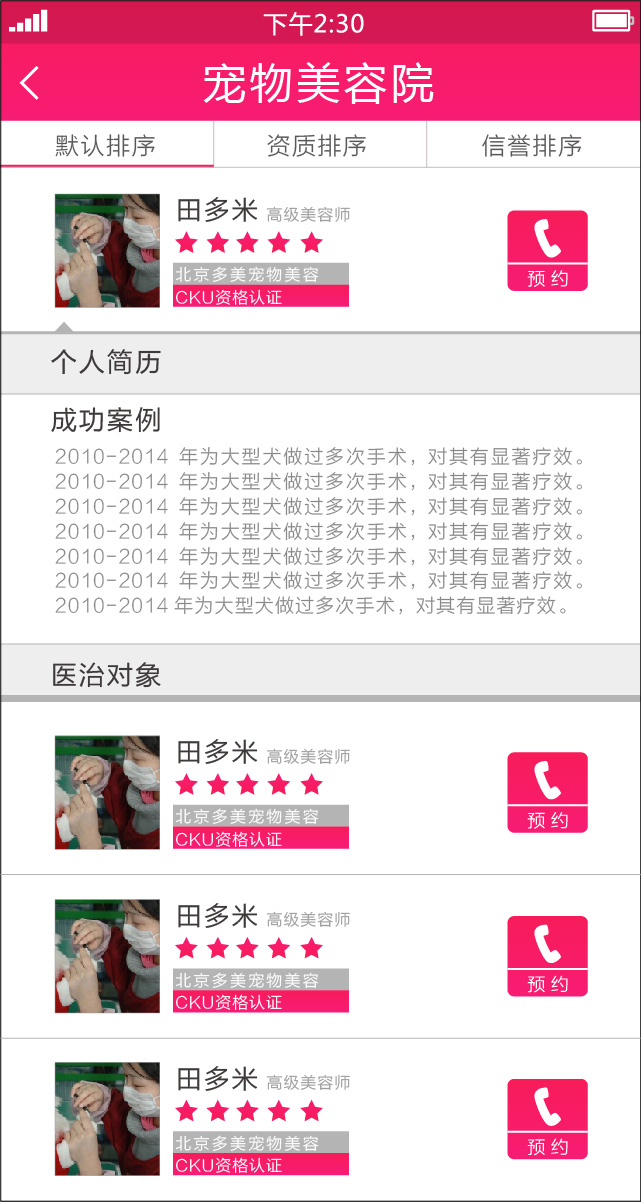 下午2:30
宠物美容院
默认排序 资质排序 信誉排序
田多米 高级美容师
北京多美宠物美容
CKU资格认证
预约
个人简历
成功案例
2010-2014 年为大型犬做过多次手术，对其有显著疗效。
2010-2014 年为大型犬做过多次手术，对其有显著疗效。
2010-2014 年为大型犬做过多次手术，对其有显著疗效。
2010-2014 年为大型犬做过多次手术，对其有显著疗效。
2010-2014 年为大型犬做过多次手术，对其有显著疗效。
2010-2014 年为大型犬做过多次手术，对其有显著疗效。
2010-2014 年为大型犬做过多次手术，对其有显著疗效。
医治对象
田多米 高级美容师
北京多美宠物美容
CKU资格认证
预约
田多米 高级美容师
北京多美宠物美容
CKU资格认证
预约
田多米 高级美容师
北京多美宠物美容
CKU资格认证
预约